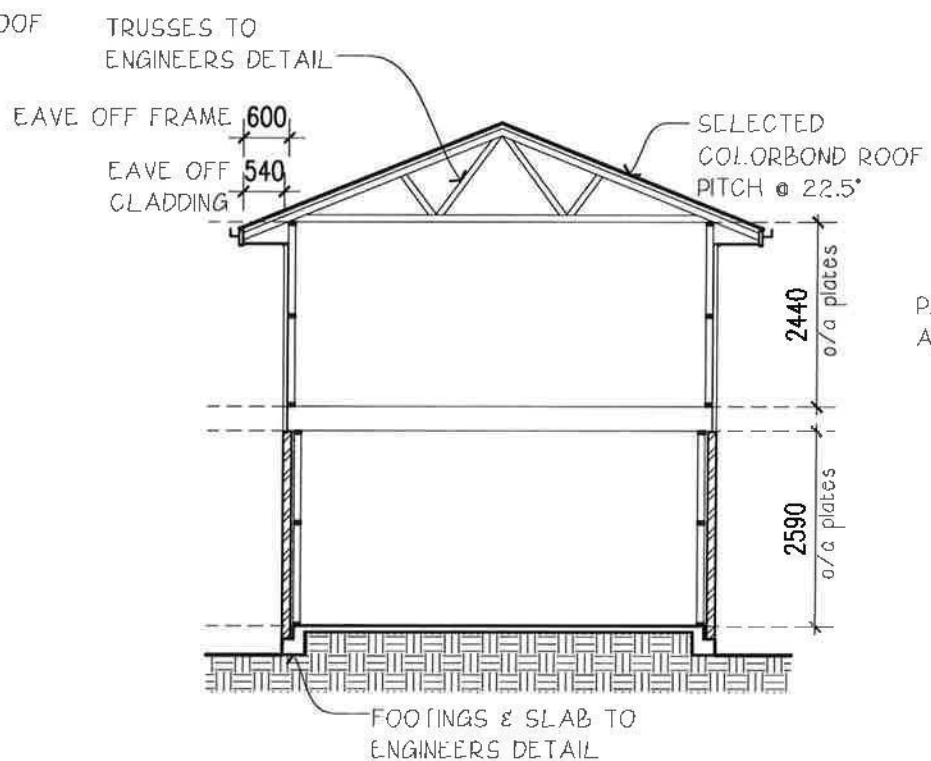 OOF
TRUSSES TO
ENGINEERS DETAIL
EAVE OFF FRAME 600
EAVE OFF 540
CLADDING
SELECTED
COLORBOND ROOF
PITCH @ 22.5°
2440
o/a plates
2590
o/a plates
P
A
FOOTINGS & SLAB TO
ENGINEERS DETAIL